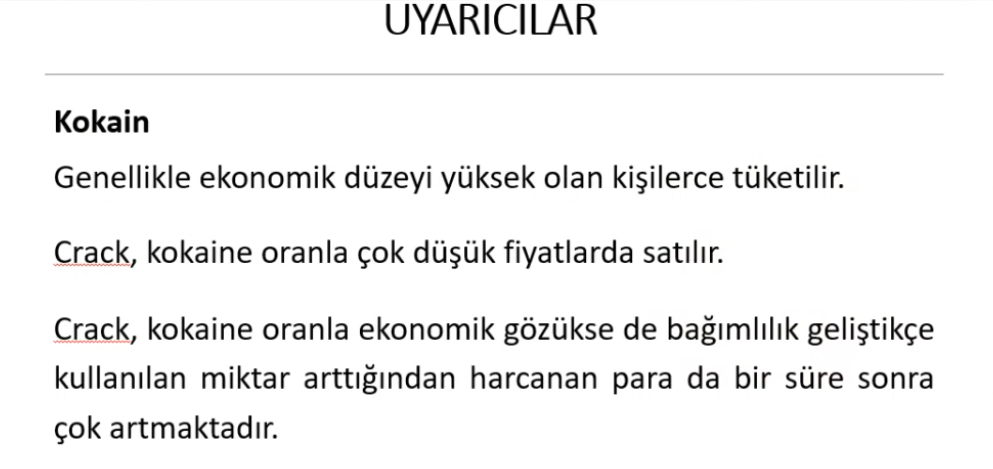 UYARICILAR
Kokain
Genellikle ekonomik düzeyi yüksek olan kişilerce tüketilir.
Crack, kokaine oranla çok düşük fiyatlarda satılır.
Crack, kokaine oranla ekonomik gözükse de bağımlılık geliştikçe
kullanılan miktar arttığından harcanan para da bir süre sonra
çok artmaktadır.